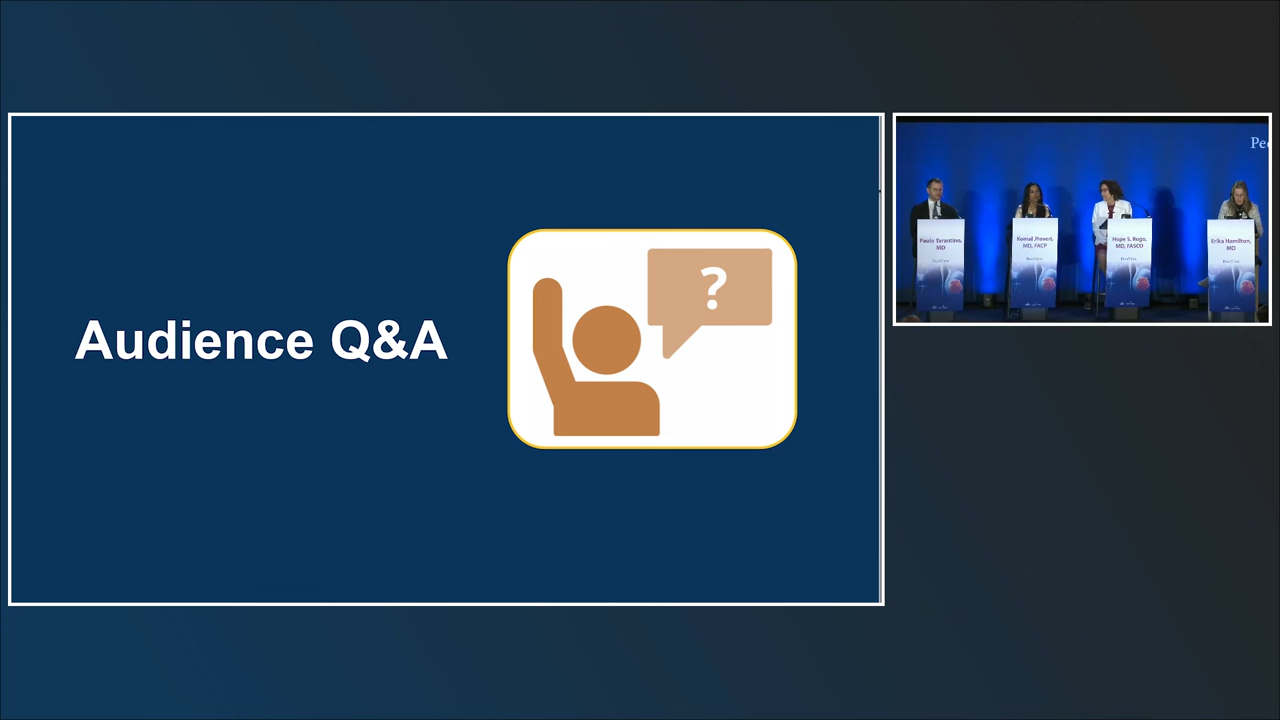 Audience Q&A
?
Paolo Tarantino,
MD
Komal Jhaveri,
MD, FACP
Hope S. Rugo,
MD, FASCO
Erika Hamilton,
MD